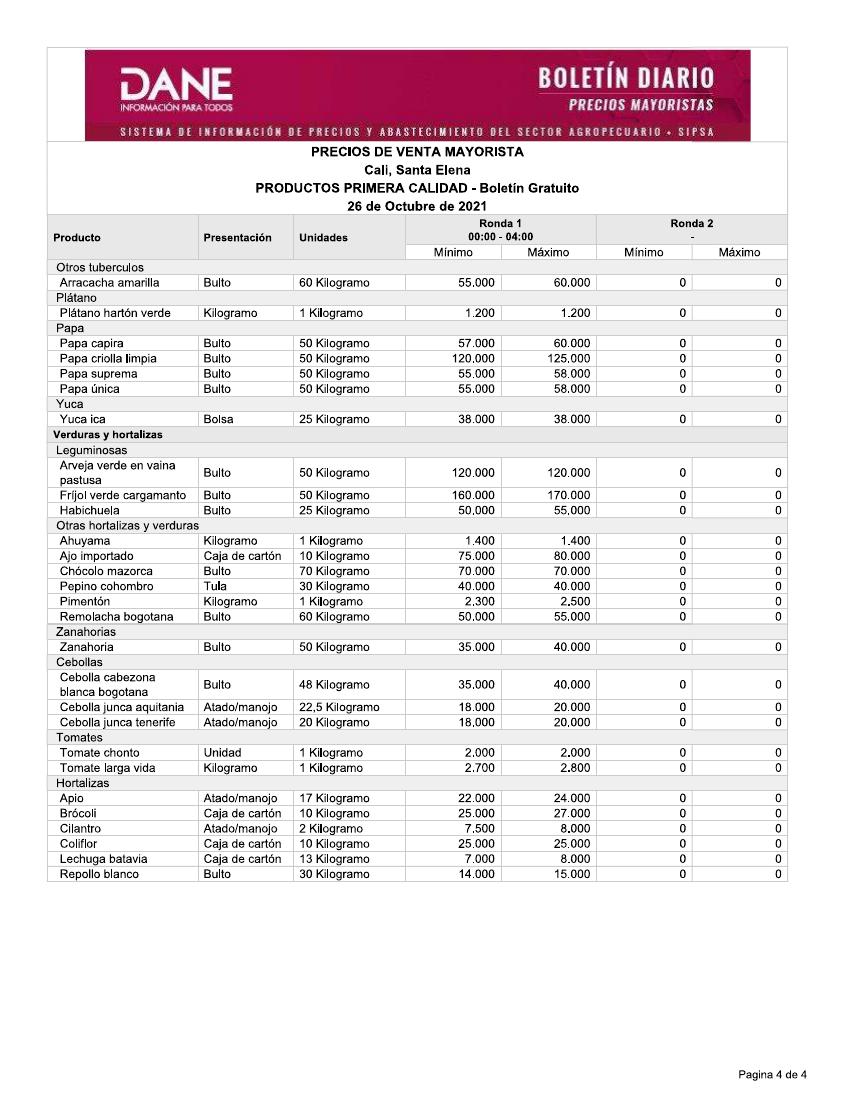 DANE
INFORMACIÓN PARA TODOS
BOLETÍN DIARIO
PRECIOS MAYORISTAS
SISTEMA DE INFORMACIÓN DE PRECIOS Y ABASTECIMIENTO DEL SECTOR AGROPECUARIO • SIPSA
PRECIOS DE VENTA MAYORISTA
Cali, Santa Elena
PRODUCTOS PRIMERA CALIDAD - Boletín Gratuito
26 de Octubre de 2021
Producto Presentación Unidades Ronda 1 Ronda 2
00:00 - 04:00 -
Mínimo Máximo Mínimo Máximo
Otros tuberculos
Arracacha amarilla Bulto 60 Kilogramo 55.000 60.000 0 0
Plátano
Plátano hartón verde Kilogramo 1 Kilogramo 1.200 1.200 0 0
Papa
Papa capira Bulto 50 Kilogramo 57.000 60.000 0 0
Papa criolla limpia Bulto 50 Kilogramo 120.000 125.000 0 0
Papa suprema Bulto 50 Kilogramo 55.000 58.000 0 0
Papa única Bulto 50 Kilogramo 55.000 58.000 0 0
Yuca
Yuca ica Bolsa 25 Kilogramo 38.000 38.000 0 0
Verduras y hortalizas
Leguminosas
Arveja verde en vaina
pastusa Bulto 50 Kilogramo 120.000 120.000 0 0
Fríjol verde cargamanto Bulto 50 Kilogramo 160.000 170.000 0 0
Habichuela Bulto 25 Kilogramo 50.000 55.000 0 0
Otras hortalizas y verduras
Ahuyama Kilogramo 1 Kilogramo 1.400 1.400 0 0
Ajo importado Caja de cartón 10 Kilogramo 75.000 80.000 0 0
Chócolo mazorca Bulto 70 Kilogramo 70.000 70.000 0 0
Pepino cohombro Tula 30 Kilogramo 40.000 40.000 0 0
Pimentón Kilogramo 1 Kilogramo 2.300 2.500 0 0
Remolacha bogotana Bulto 60 Kilogramo 50.000 55.000 0 0
Zanahorias
Zanahoria Bulto 50 Kilogramo 35.000 40.000 0 0
Cebollas
Cebolla cabezona
blanca bogotana Bulto 48 Kilogramo 35.000 40.000 0 0
Cebolla junca aquitania Atado/manojo 22,5 Kilogramo 18.000 20.000 0 0
Cebolla junca tenerife Atado/manojo 20 Kilogramo 18.000 20.000 0 0
Tomates
Tomate chonto Unidad 1 Kilogramo 2.000 2.000 0 0
Tomate larga vida Kilogramo 1 Kilogramo 2.700 2.800 0 0
Hortalizas
Apio Atado/manojo 17 Kilogramo 22.000 24.000 0 0
Brócoli Caja de cartón 10 Kilogramo 25.000 27.000 0 0
Cilantro Atado/manojo 2 Kilogramo 7.500 8.000 0 0
Coliflor Caja de cartón 10 Kilogramo 25.000 25.000 0 0
Lechuga batavia Caja de cartón 13 Kilogramo 7.000 8.000 0 0
Repollo blanco Bulto 30 Kilogramo 14.000 15.000 0 0
Pagina 4 de 4